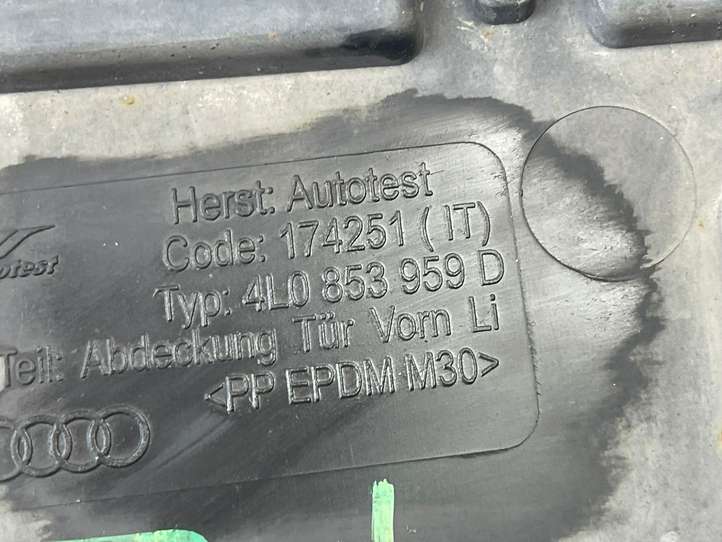 Herst: Autotest
Code: 174251 (IT)
Typ: 4L0 853 959 D
Teil: Abdeckung Tür Vorn Li
<PP EPDM M30>